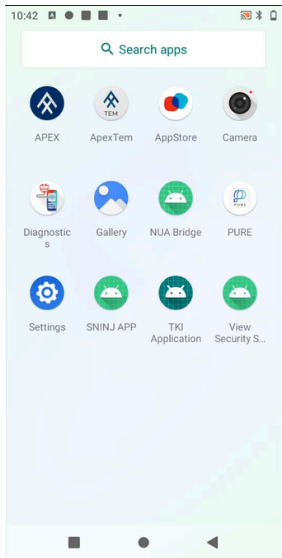 10:42
Search apps
TEM
APEX
ApexTem
AppStore
Camera
PURE
Diagnostic
s
Gallery
NUA Bridge
PURE
Settings
SNINJ APP
TKI
Application
View
Security S...